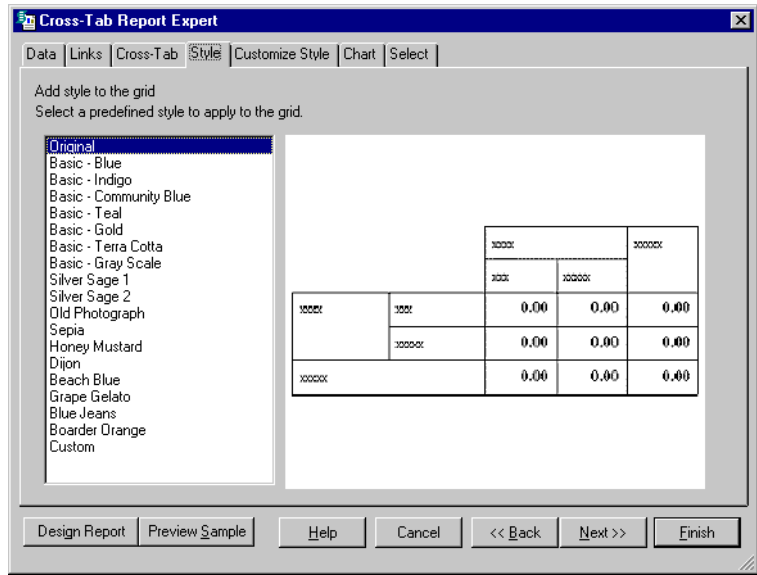 Cross-Tab Report Expert
Data Links Cross-Tab Style Customize Style Chart Select
Add style to the grid
Select a predefined style to apply to the grid.
Original
Basic - Blue
Basic - Indigo
Basic - Community Blue
Basic - Teal
Basic - Gold
Basic - Terra Cotta
Basic - Gray Scale
Silver Sage 1
Silver Sage 2
Old Photograph
Sepia
Honey Mustard
Dijon
Beach Blue
Grape Gelato
Blue Jeans
Boarder Orange
Custom
0.00 0.00 0.00
0.00 0.00 0.00
0.00 0.00 0.00
Design Report Preview Sample Help Cancel << Back Next >> Finish